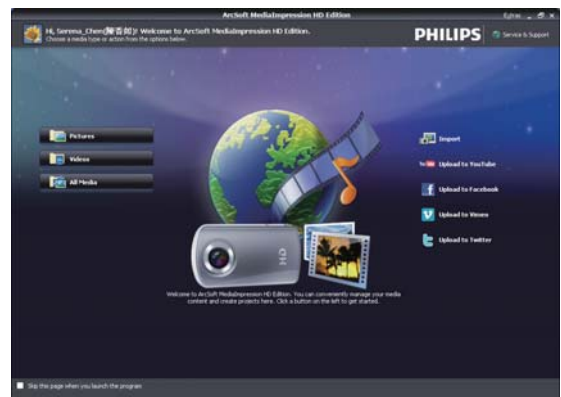 ArcSoft MediaImpression HD Edition
Extras
Hi, Serena_Chen(陳香郎)! Welcome to ArcSoft MediaImpression HD Edition.
Choose a media type or action from the options below.
PHILIPS
Service & Support
Pictures
Videos
All Media
Import
Upload to YouTube
Upload to Facebook
Upload to Vimeo
Upload to Twitter
HD
Welcome to ArcSoft MediaImpression HD Edition. You can conveniently manage your media
content and create projects here. Click a button on the left to get started.
Skip this page when you launch the program